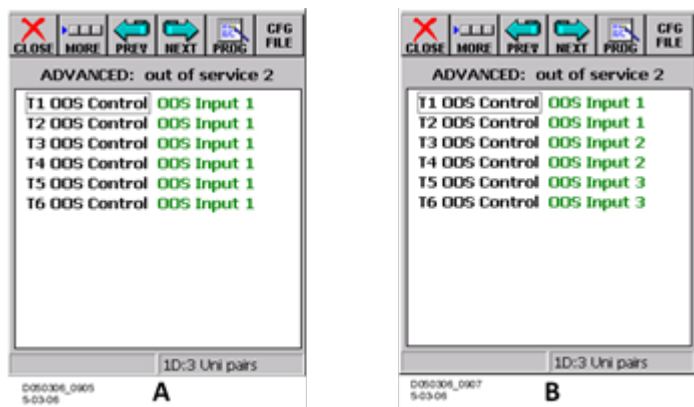 CLOSE MORE PREV NEXT PROG CFG FILE
ADVANCED: out of service 2
T1 OOS Control OOS Input 1
T2 OOS Control OOS Input 1
T3 OOS Control OOS Input 1
T4 OOS Control OOS Input 1
T5 OOS Control OOS Input 1
T6 OOS Control OOS Input 1
1D:3 Uni pairs
D050306_0905
5-03-06
A
CLOSE MORE PREV NEXT PROG CFG FILE
ADVANCED: out of service 2
T1 OOS Control OOS Input 1
T2 OOS Control OOS Input 1
T3 OOS Control OOS Input 2
T4 OOS Control OOS Input 2
T5 OOS Control OOS Input 3
T6 OOS Control OOS Input 3
1D:3 Uni pairs
D050306_0907
5-03-06
B